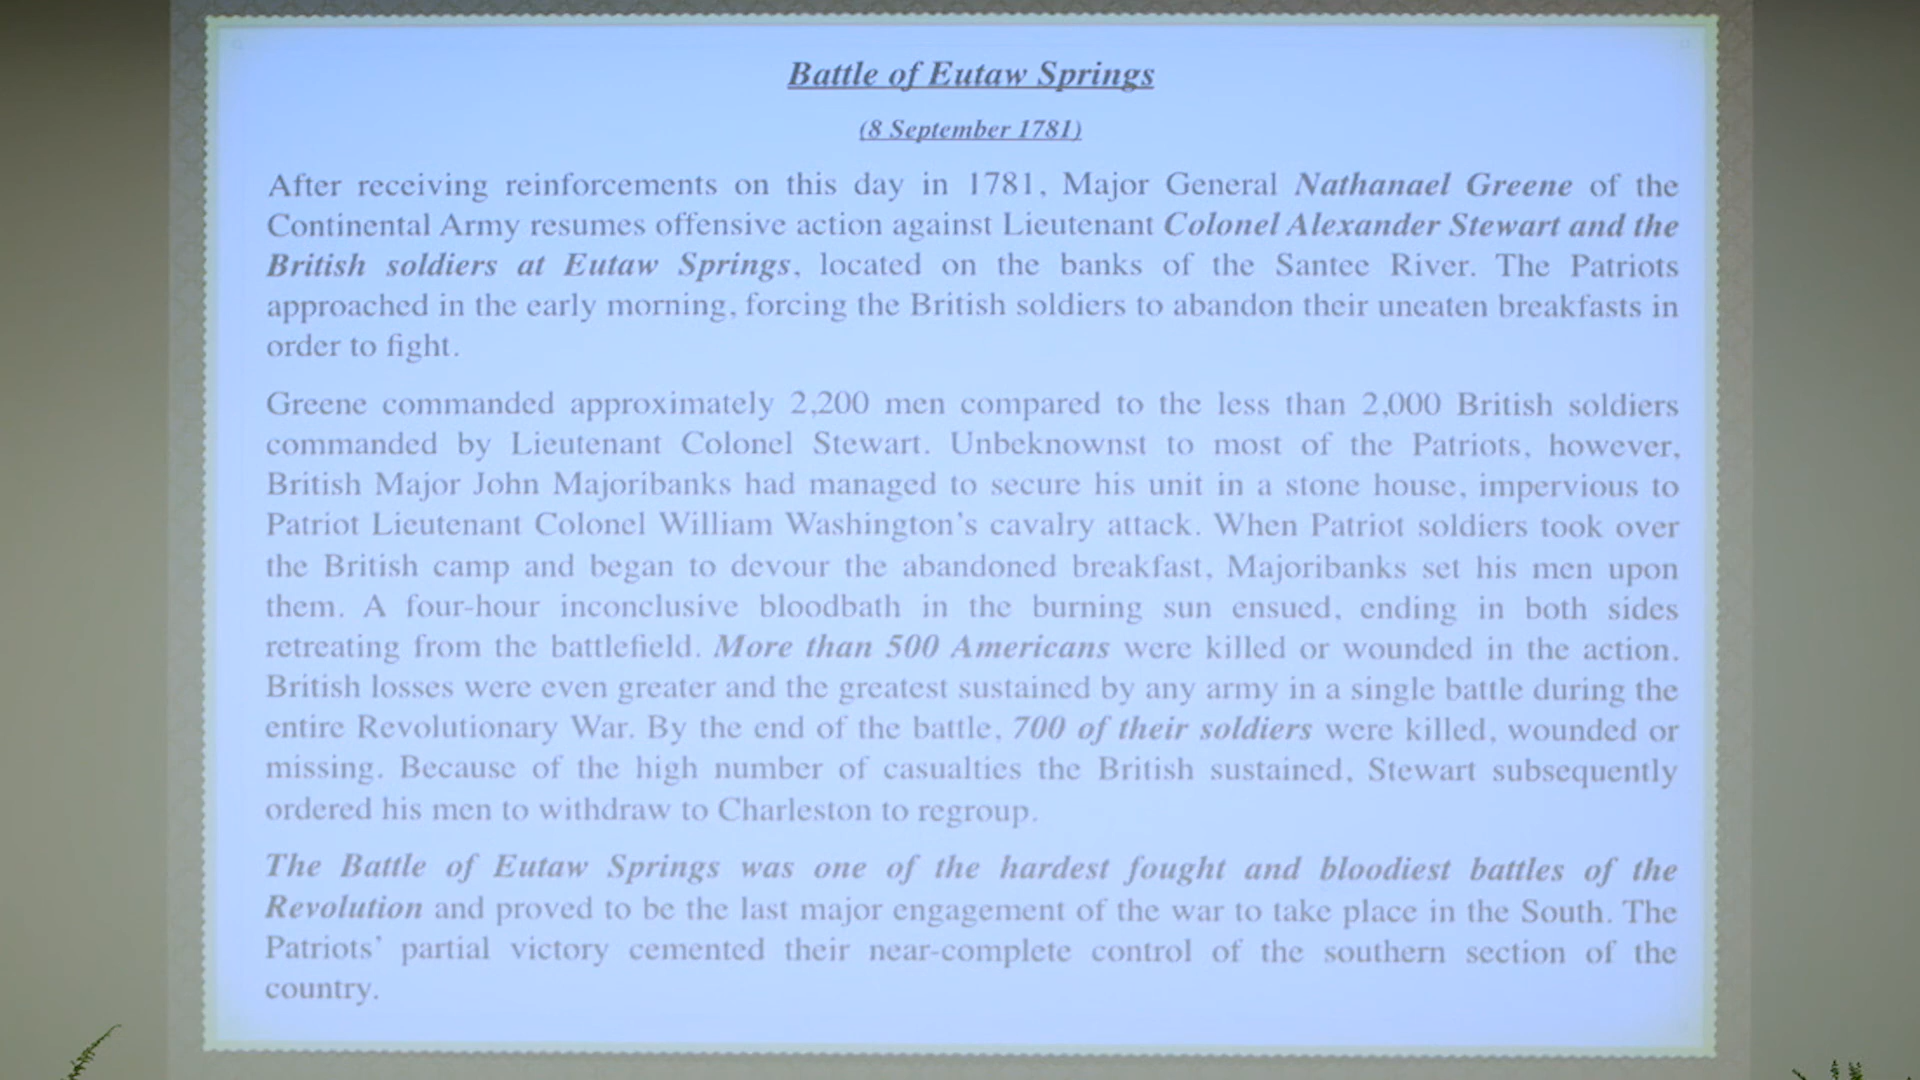 Battle of Eutaw Springs
(8 September 1781)
After receiving reinforcements on this day in 1781, Major General Nathanael Greene of the
Continental Army resumes offensive action against Lieutenant Colonel Alexander Stewart and the
British soldiers at Eutaw Springs, located on the banks of the Santee River. The Patriots
approached in the early morning, forcing the British soldiers to abandon their uneaten breakfasts in
order to fight.
Greene commanded approximately 2,200 men compared to the less than 2,000 British soldiers
commanded by Lieutenant Colonel Stewart. Unbeknownst to most of the Patriots, however,
British Major John Majoribanks had managed to secure his unit in a stone house, impervious to
Patriot Lieutenant Colonel William Washington's cavalry attack. When Patriot soldiers took over
the British camp and began to devour the abandoned breakfast, Majoribanks set his men upon
them. A four-hour inconclusive bloodbath in the burning sun ensued, ending in both sides
retreating from the battlefield. More than 500 Americans were killed or wounded in the action.
British losses were even greater and the greatest sustained by any army in a single battle during the
entire Revolutionary War. By the end of the battle, 700 of their soldiers were killed, wounded or
missing. Because of the high number of casualties the British sustained, Stewart subsequently
ordered his men to withdraw to Charleston to regroup.
The Battle of Eutaw Springs was one of the hardest fought and bloodiest battles of the
Revolution and proved to be the last major engagement of the war to take place in the South. The
Patriots' partial victory cemented their near-complete control of the southern section of the
country.